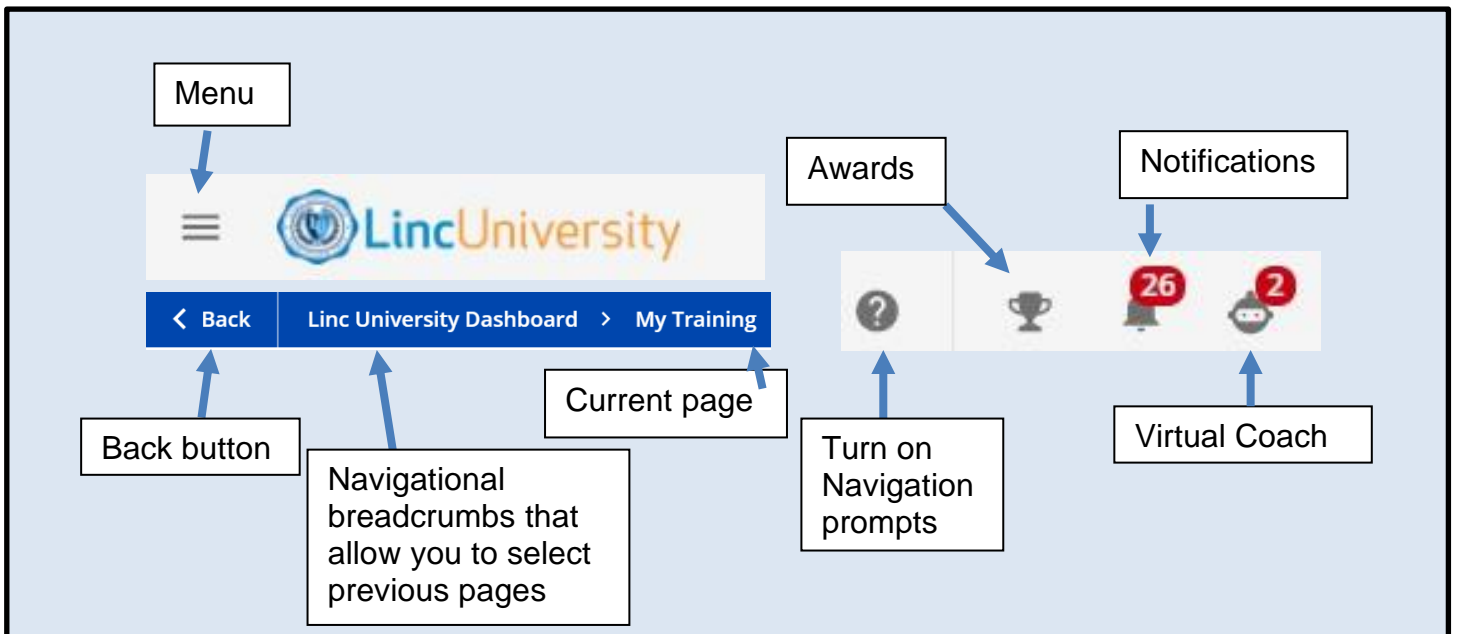 Menu
Awards
Notifications
LincUniversity
26
2
Back
Linc University Dashboard > My Training
Current page
Back button
Navigational
breadcrumbs that
allow you to select
previous pages
Turn on
Navigation
prompts
Virtual Coach